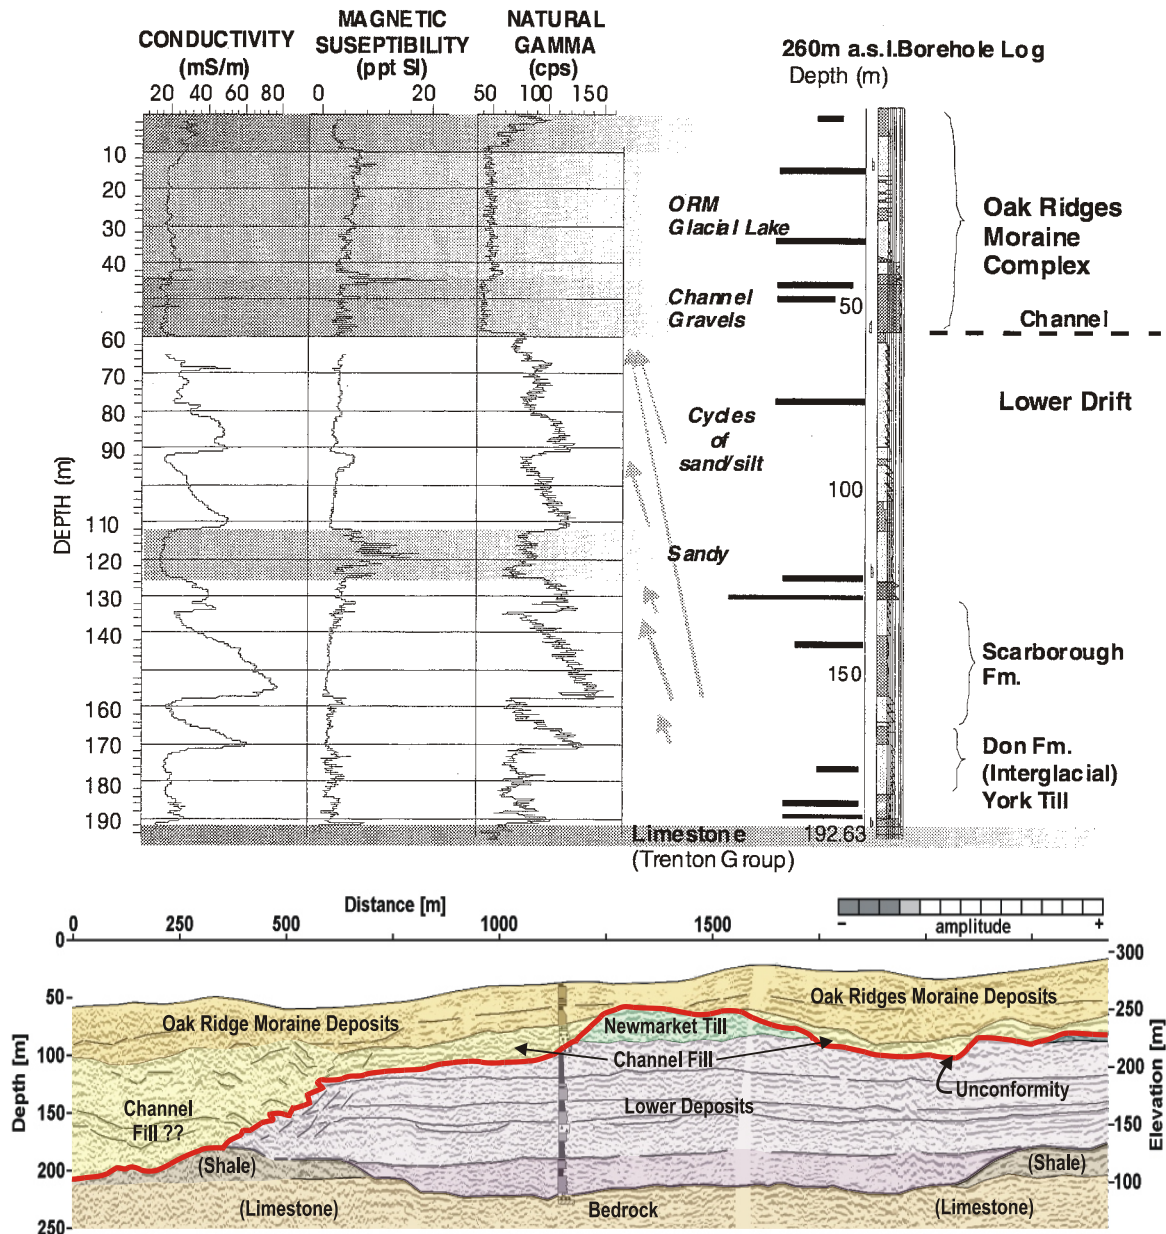 CONDUCTIVITY
(mS/m)
20 40 60 80
MAGNETIC
SUSEPTIBILITY
(ppt SI)
0 20
NATURAL
GAMMA
(cps)
50 100 150
260m a.s.l.Borehole Log
Depth (m)
DEPTH (m)
10
20
30
40
60
70
80
90
110
120
130
140
160
170
180
190
ORM
Glacial Lake
Channel
Gravels
Cycles
of
sand/silt
Sandy
Limestone
(Trenton Group)
50
100
150
192.63
Oak Ridges
Moraine
Complex
Channel
Lower Drift
Scarborough
Fm.
Don Fm.
(Interglacial)
York Till
Distance [m]
0 250 500 1000 1500
- amplitude +
Depth [m]
0
50
100
150
200
250
Elevation [m]
300
250
200
150
100
Oak Ridge Moraine Deposits
Oak Ridges Moraine Deposits
Newmarket Till
Channel Fill
Unconformity
Lower Deposits
Channel
Fill ??
(Shale)
(Shale)
(Limestone)
Bedrock
(Limestone)